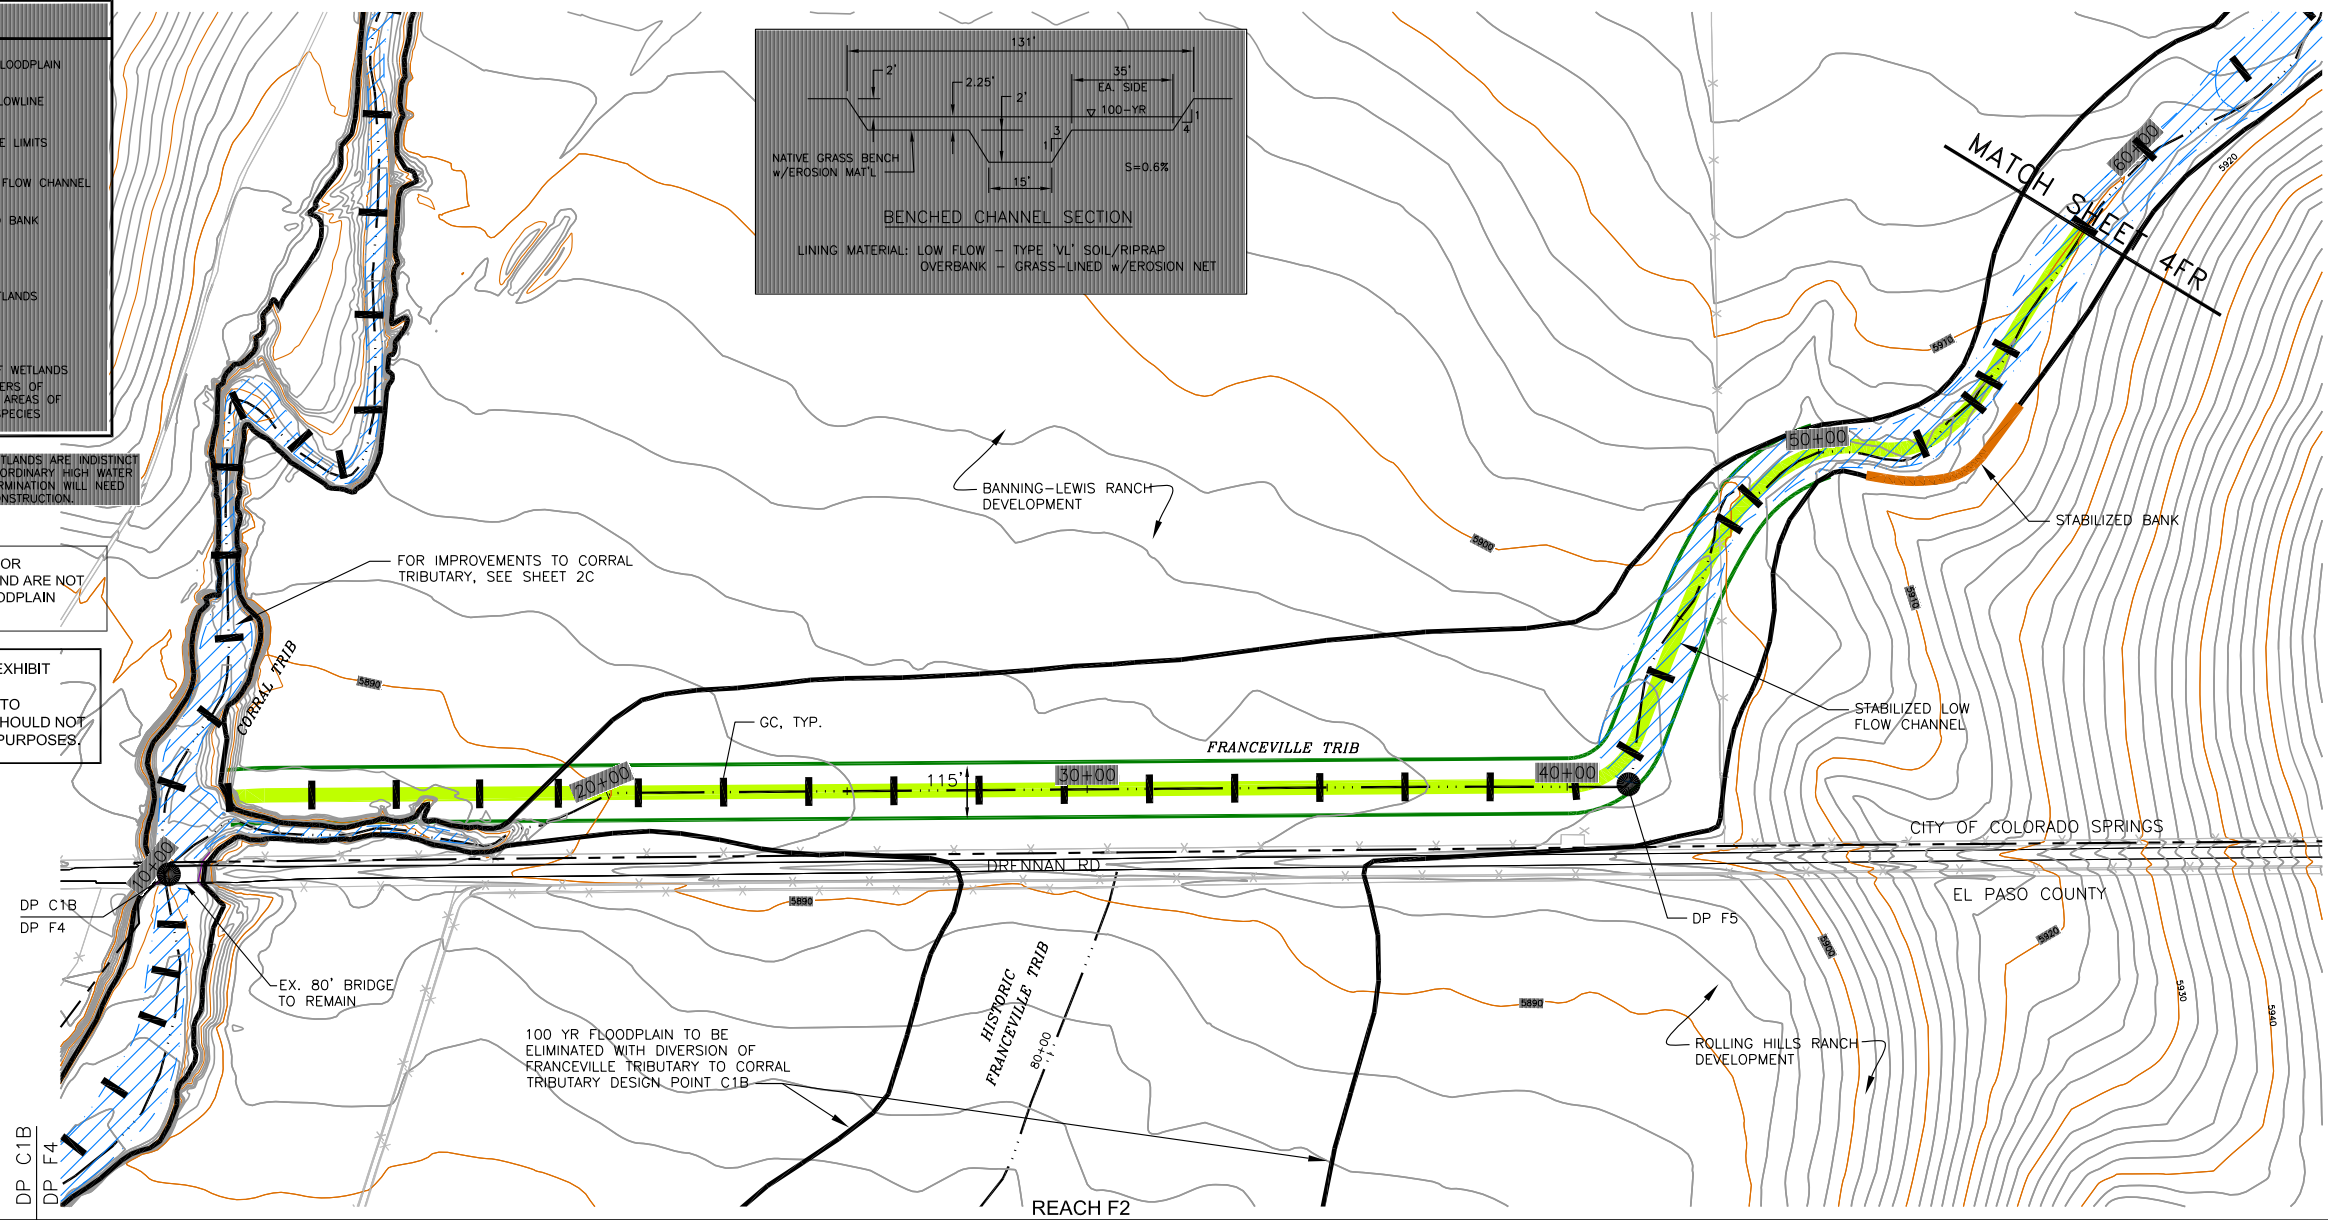 LOODPLAIN
LOWLINE
E LIMITS
FLOW CHANNEL
BANK
TLANDS
F WETLANDS
ERS OF
AREAS OF
SPECIES
TLANDS ARE INDISTINCT
ORDINARY HIGH WATER
RMINATION WILL NEED
ONSTRUCTION.
OR
ND ARE NOT
ODPLAIN
EXHIBIT
TO
HOULD NOT
PURPOSES.
131'
2'
2.25'
2'
35'
EA. SIDE
100-YR
1
4
3
1
NATIVE GRASS BENCH
w/EROSION MAT'L
15'
S=0.6%
BENCHED CHANNEL SECTION
LINING MATERIAL: LOW FLOW - TYPE 'VL' SOIL/RIPRAP
OVERBANK - GRASS-LINED w/EROSION NET
60+00
5920
MATCH SHEET 4FR
5910
50+00
BANNING-LEWIS RANCH
DEVELOPMENT
5900
STABILIZED BANK
FOR IMPROVEMENTS TO CORRAL
TRIBUTARY, SEE SHEET 2C
5910
CORRAL TRIB
5890
GC, TYP.
STABILIZED LOW
FLOW CHANNEL
FRANCEVILLE TRIB
20+00
115'
30+00
40+00
CITY OF COLORADO SPRINGS
10+00
DRENNAN RD
EL PASO COUNTY
5890
DP C1B
DP F4
DP F5
5900
5920
EX. 80' BRIDGE
TO REMAIN
HISTORIC
FRANCEVILLE TRIB
80+00
5890
5930
5940
100 YR FLOODPLAIN TO BE
ELIMINATED WITH DIVERSION OF
FRANCEVILLE TRIBUTARY TO CORRAL
TRIBUTARY DESIGN POINT C1B
ROLLING HILLS RANCH
DEVELOPMENT
DP C1B
DP F4
REACH F2